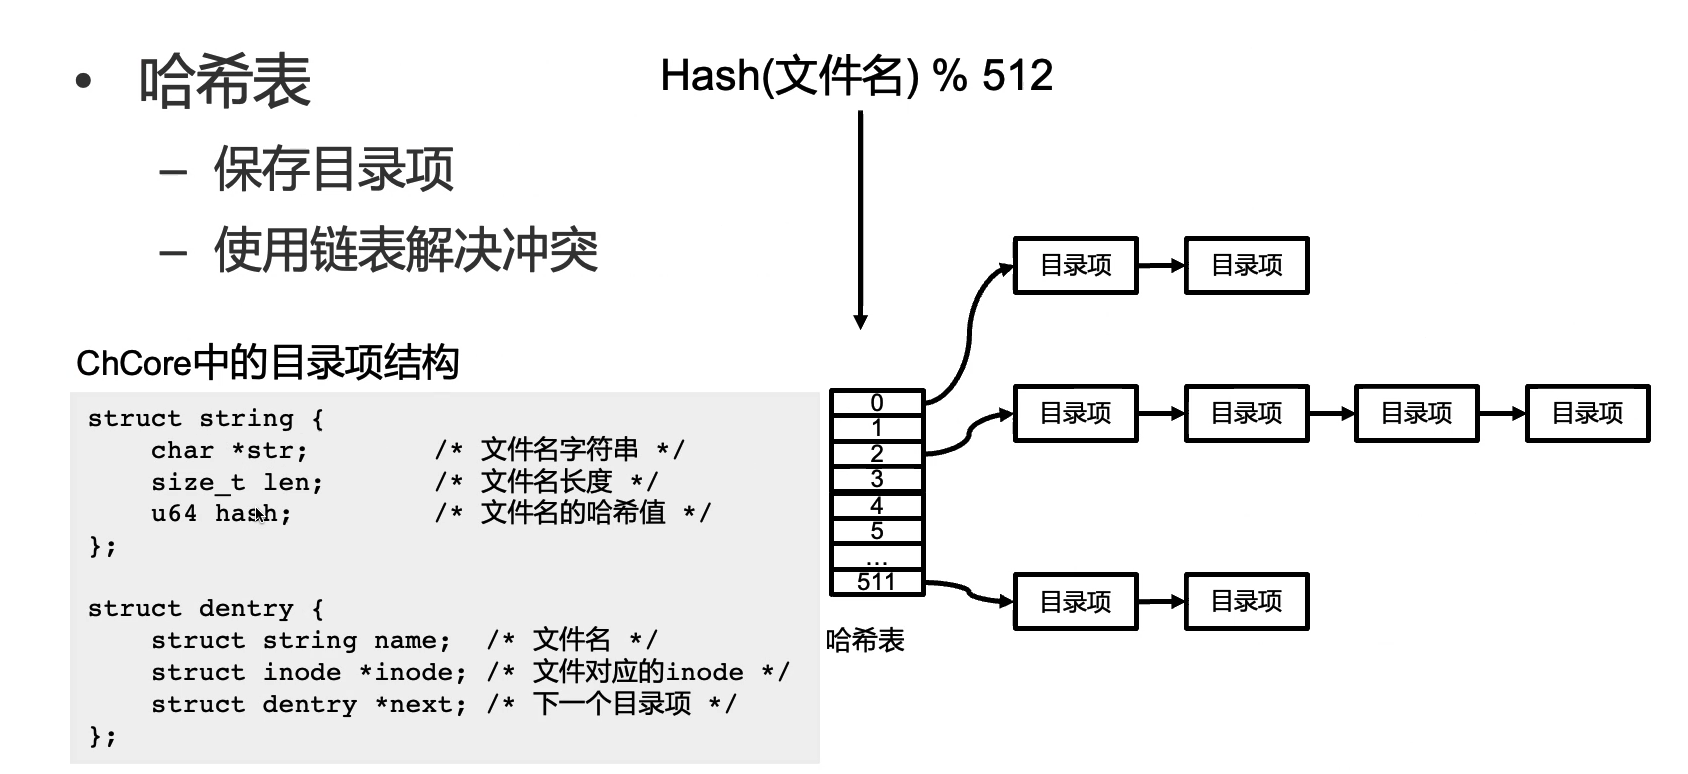 • 哈希表
– 保存目录项
– 使用链表解决冲突
Hash(文件名) % 512
ChCore中的目录项结构
struct string {
    char *str;        /* 文件名字符串 */
    size_t len;       /* 文件名长度 */
    u64 hash;         /* 文件名的哈希值 */
};
struct dentry {
    struct string name;  /* 文件名 */
    struct inode *inode; /* 文件对应的inode */
    struct dentry *next; /* 下一个目录项 */
};
目录项 目录项
0
1
2
3
4
5
...
511
目录项 目录项 目录项 目录项
目录项 目录项
哈希表